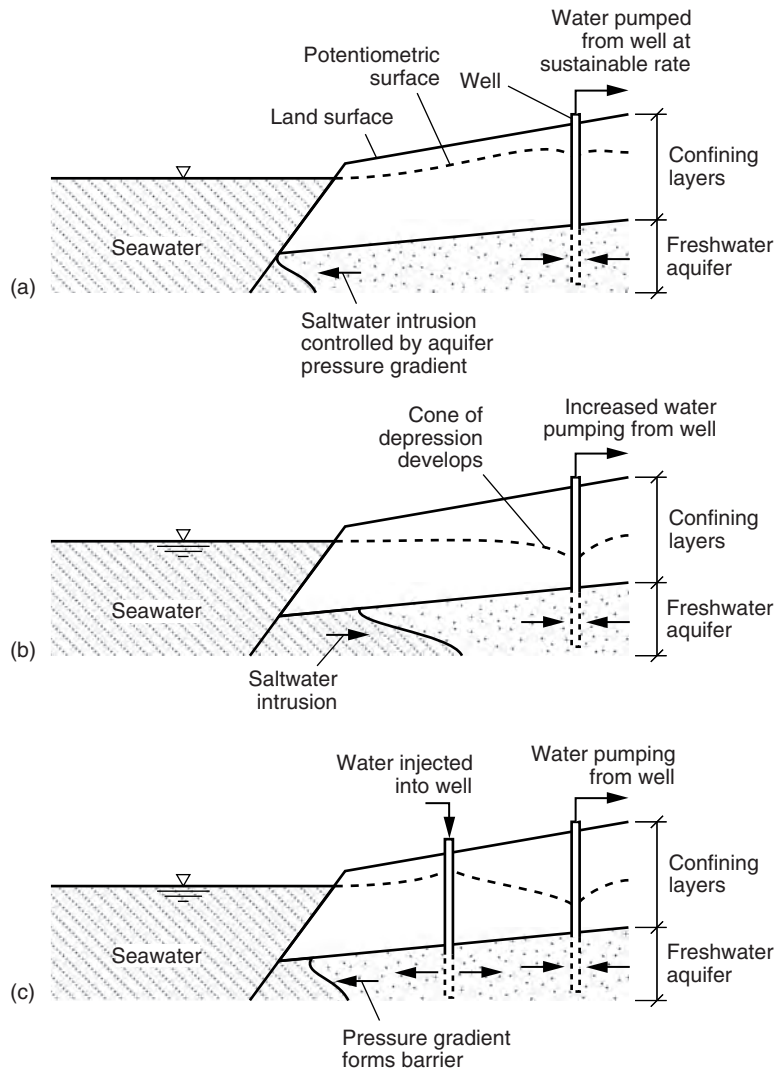 Water pumped
from well at
sustainable rate
Potentiometric
surface
Well
Land surface
Confining
layers
Seawater
Freshwater
aquifer
(a)
Saltwater intrusion
controlled by aquifer
pressure gradient
Increased water
pumping from well
Cone of
depression
develops
Confining
layers
Seawater
Freshwater
aquifer
(b)
Saltwater
intrusion
Water injected
into well
Water pumping
from well
Confining
layers
Seawater
Freshwater
aquifer
(c)
Pressure gradient
forms barrier